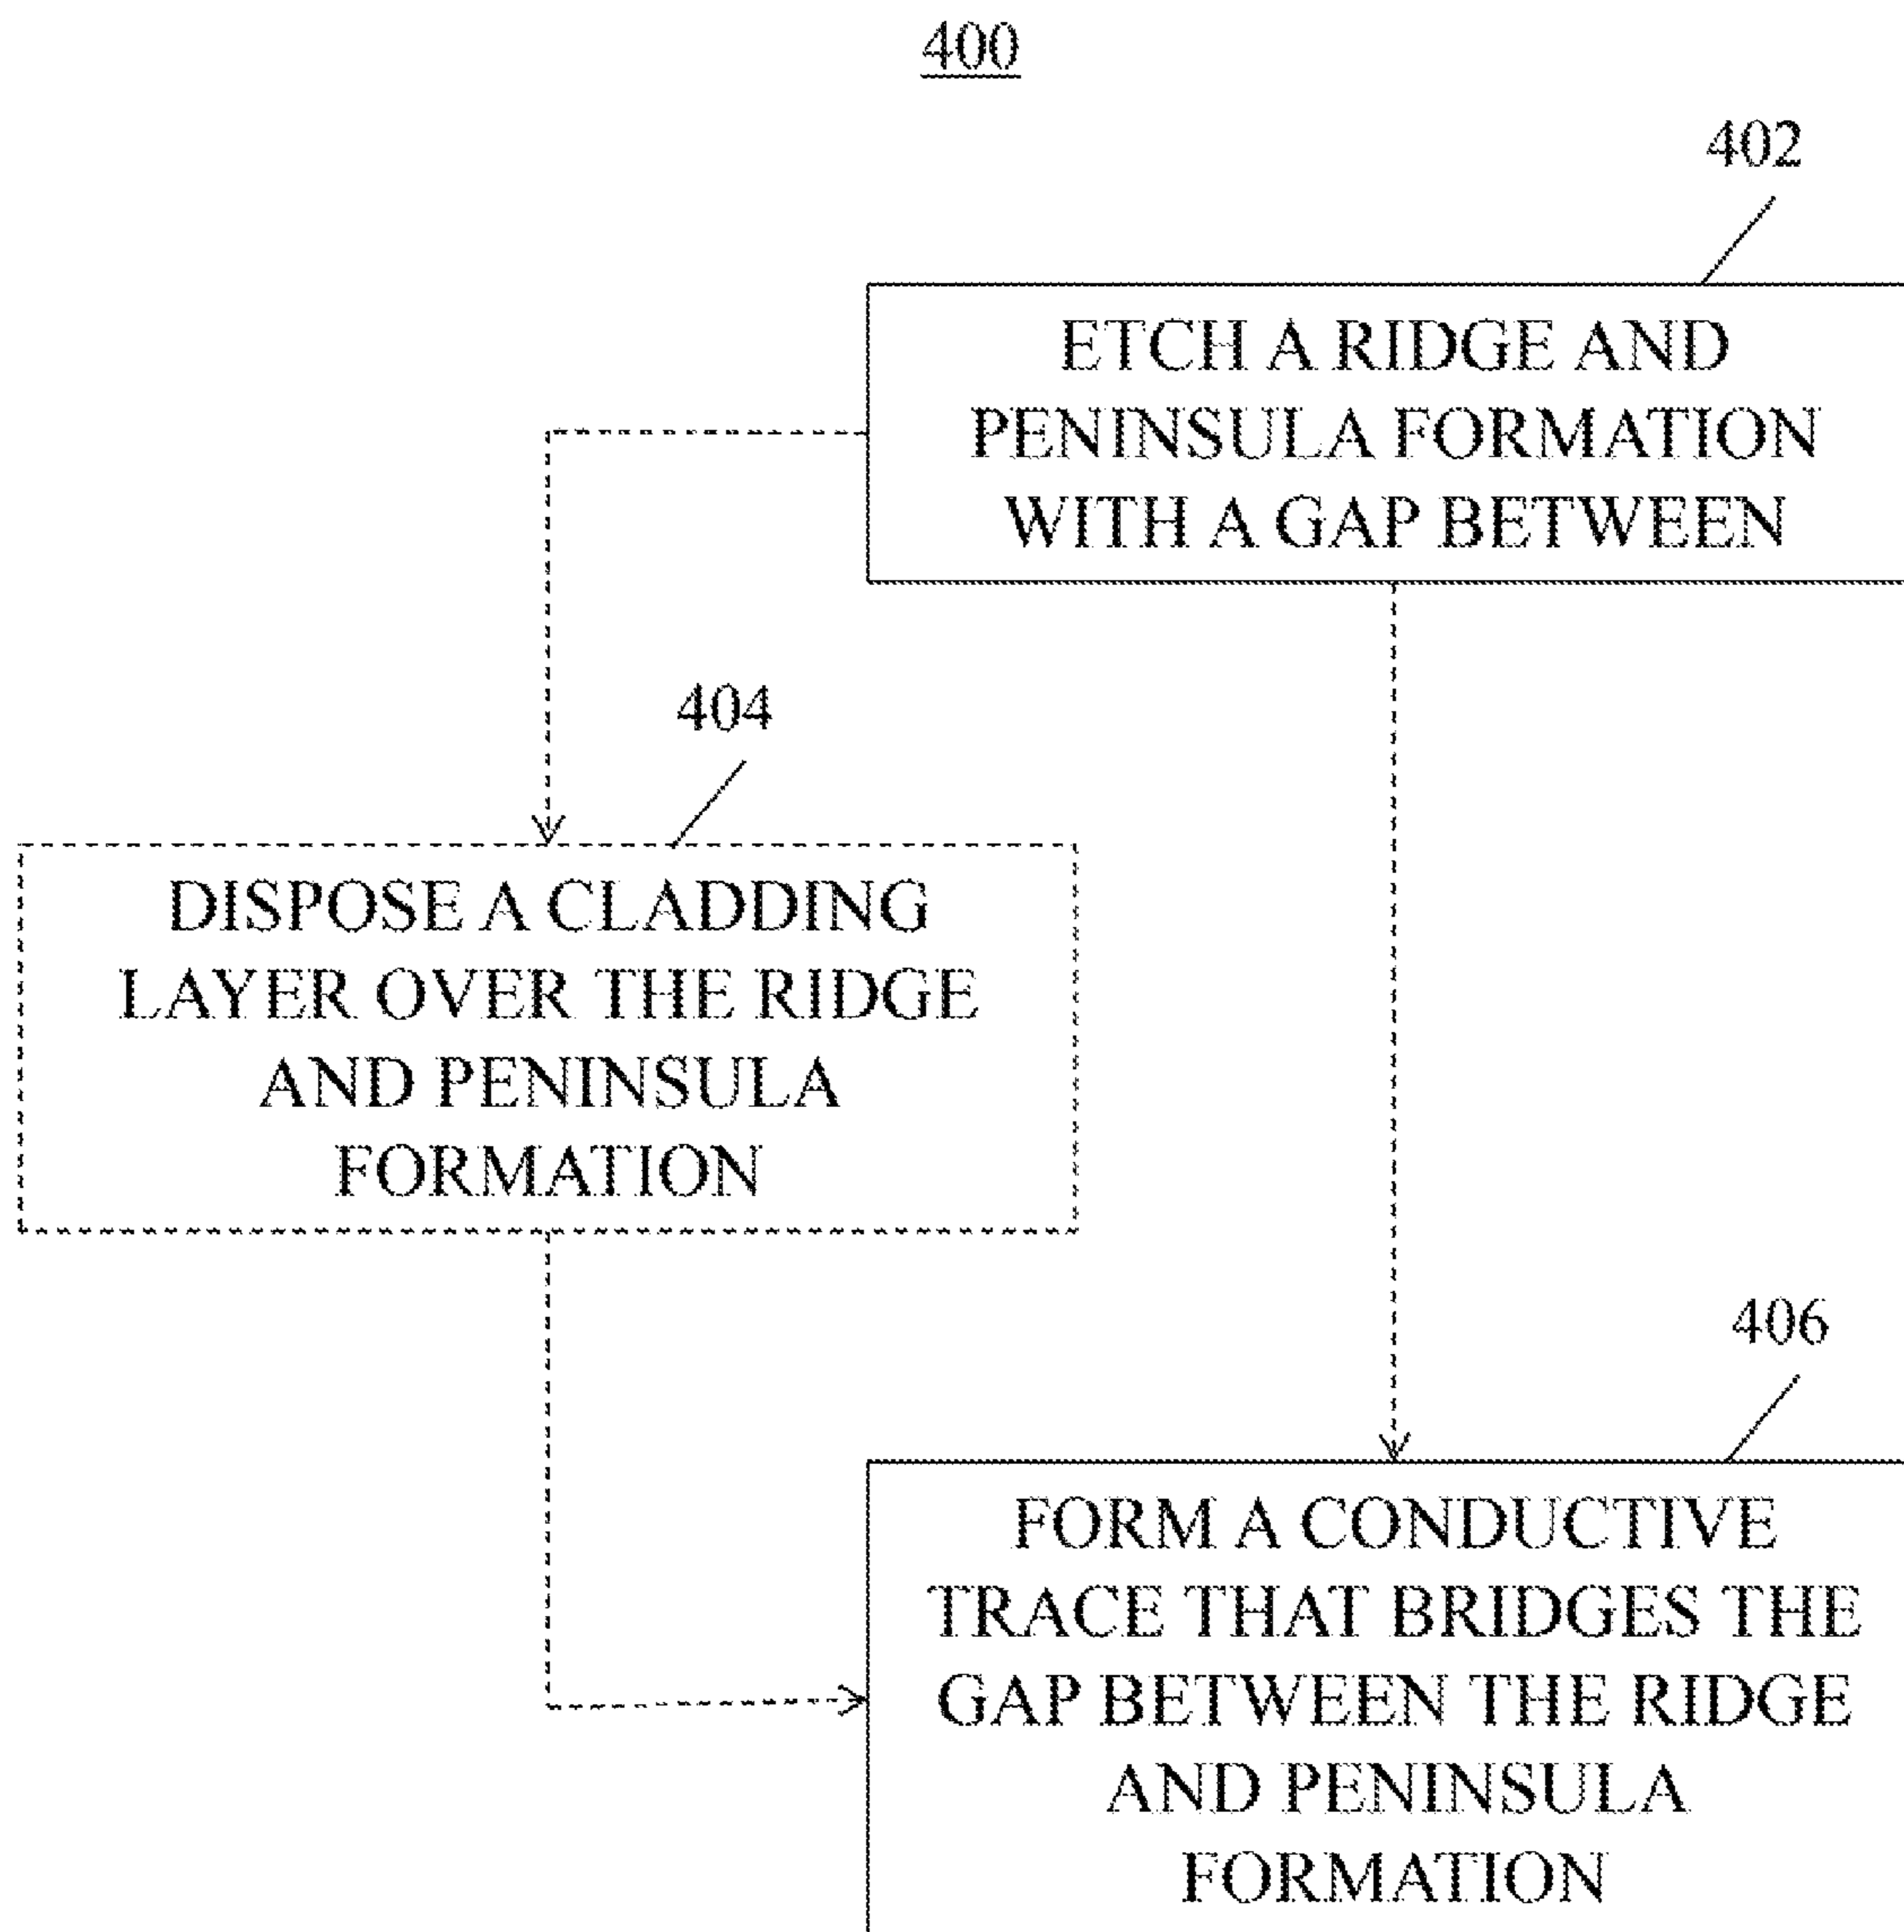 400
402
ETCH A RIDGE AND
PENINSULA FORMATION
WITH A GAP BETWEEN
404
DISPOSE A CLADDING
LAYER OVER THE RIDGE
AND PENINSULA
FORMATION
406
FORM A CONDUCTIVE
TRACE THAT BRIDGES THE
GAP BETWEEN THE RIDGE
AND PENINSULA
FORMATION